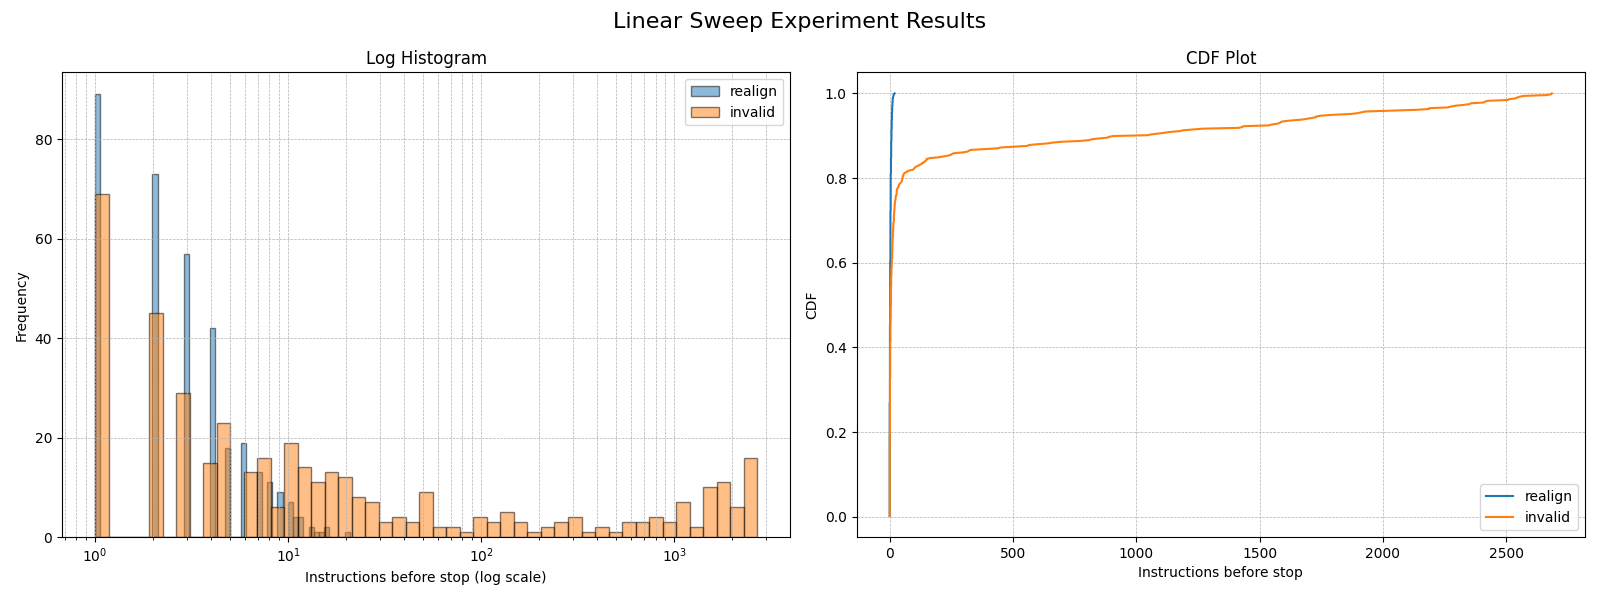 Linear Sweep Experiment Results
Log Histogram
realign
invalid
Frequency
80
60
40
20
0
10⁰
10¹
10²
10³
Instructions before stop (log scale)
CDF Plot
CDF
1.0
0.8
0.6
0.4
0.2
0.0
realign
invalid
0
500
1000
1500
2000
2500
Instructions before stop